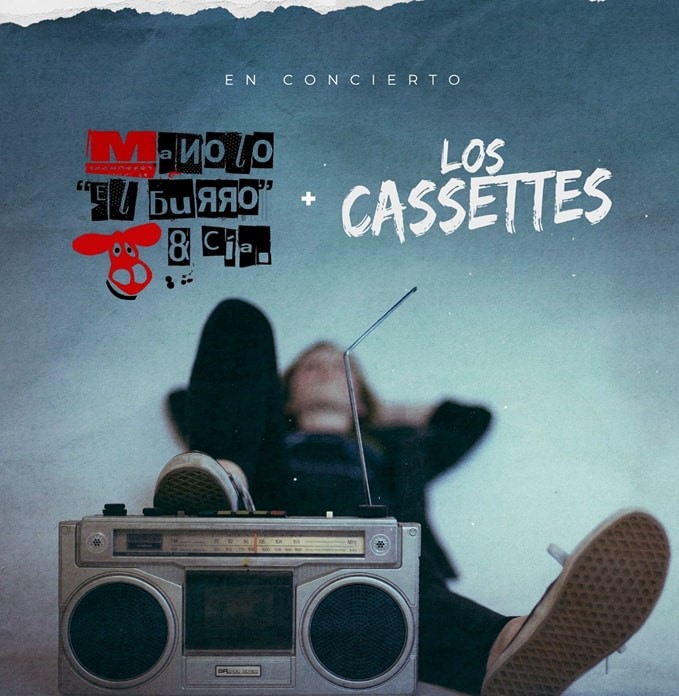 EN CONCIERTO
MaNOlO
"El buRRO"
& Cía.
+
LOS
CASSETTES